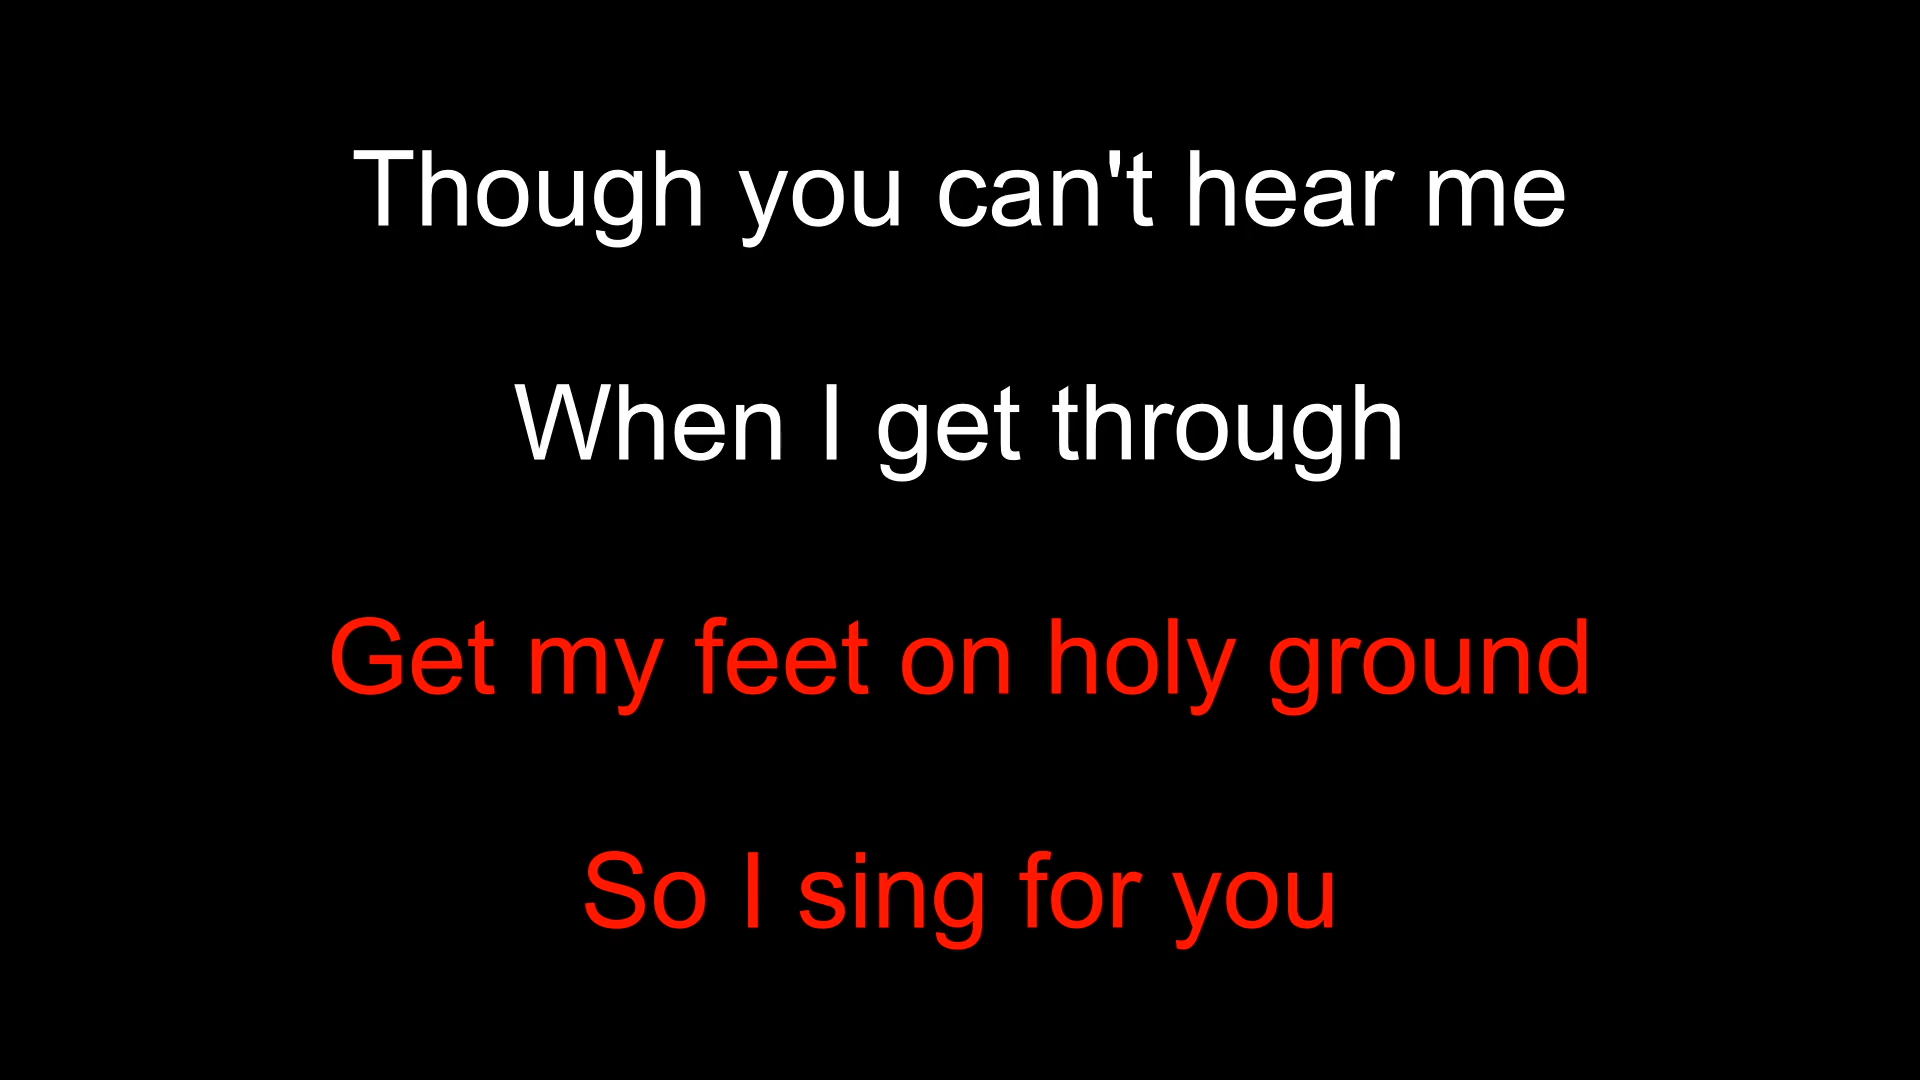 Though you can't hear me
When I get through
Get my feet on holy ground
So I sing for you